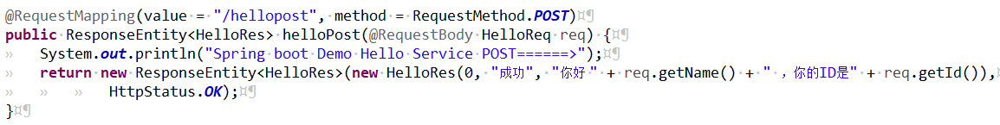 @RequestMapping(value = "/hellopost", method = RequestMethod.POST)
public ResponseEntity<HelloRes> helloPost(@RequestBody HelloReq req) {
    System.out.println("Spring boot Demo Hello Service POST======>");
    return new ResponseEntity<HelloRes>(new HelloRes(0, "成功", "你好 " + req.getName() + " ，你的ID是" + req.getId()),
            HttpStatus.OK);
}